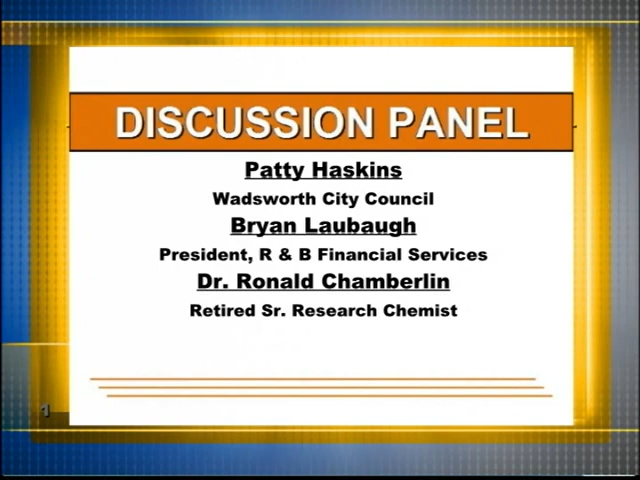 DISCUSSION PANEL
Patty Haskins
Wadsworth City Council
Bryan Laubaugh
President, R & B Financial Services
Dr. Ronald Chamberlin
Retired Sr. Research Chemist
1